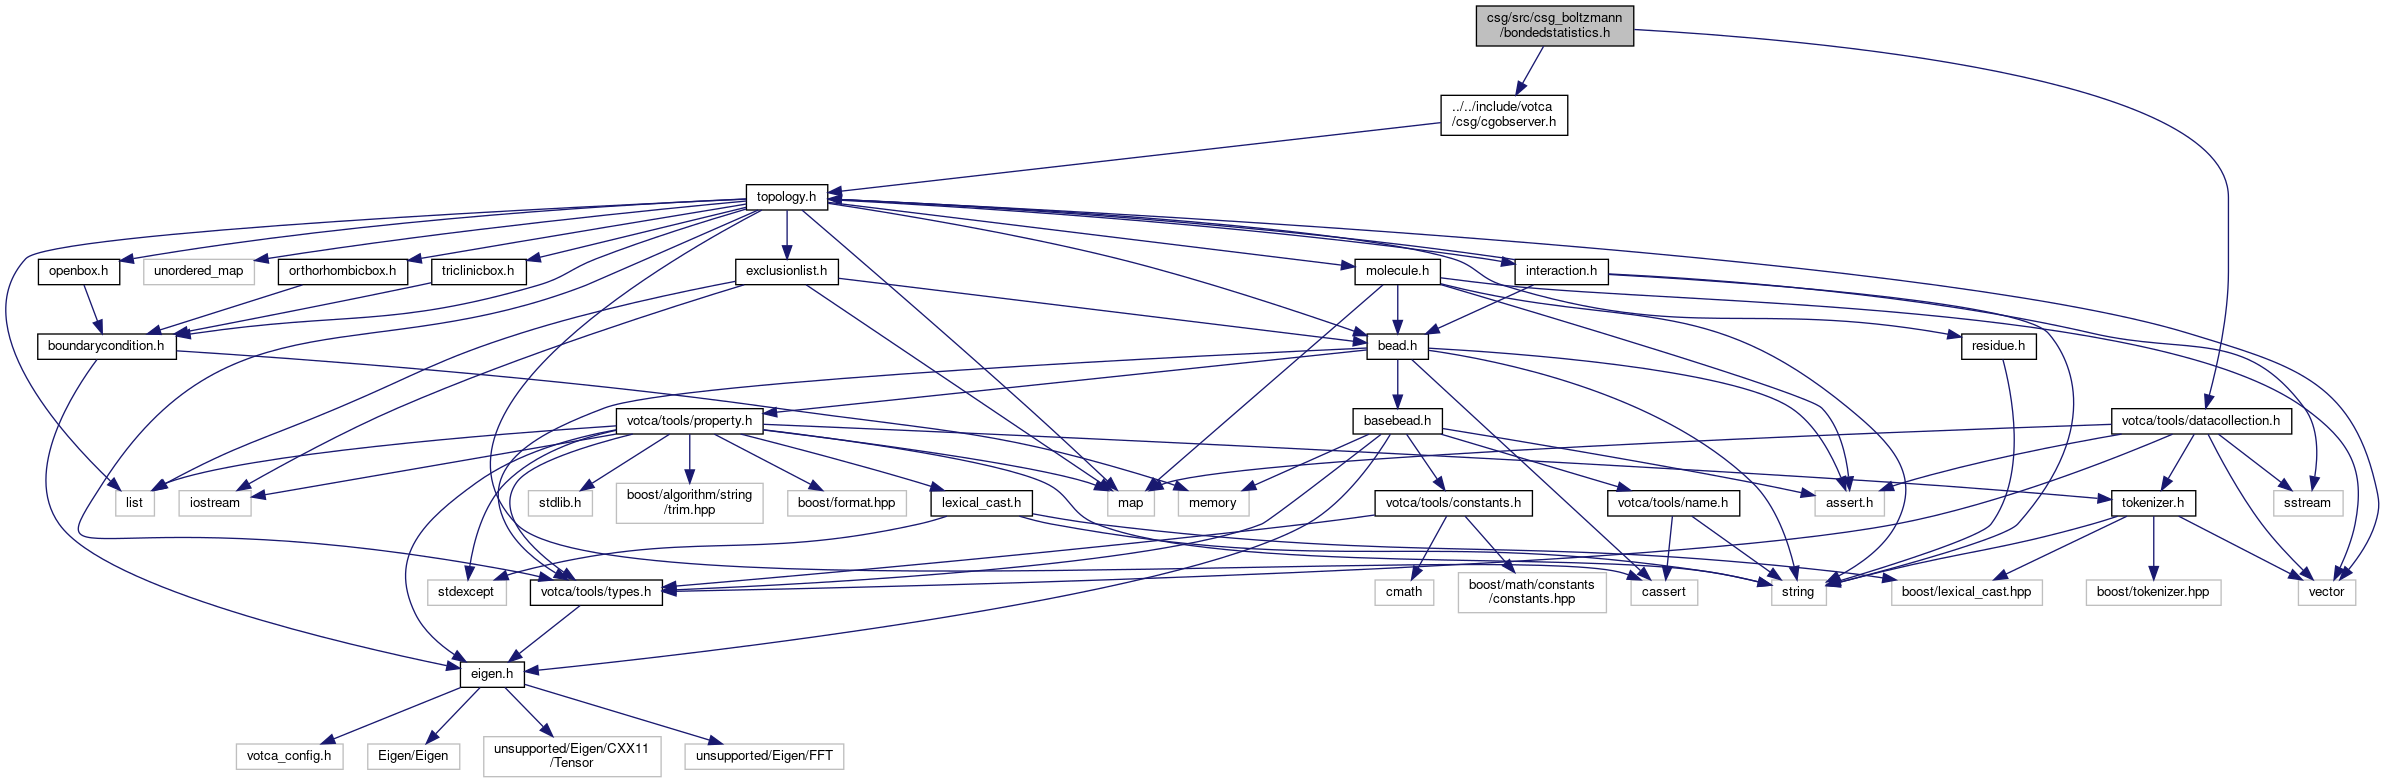 csg/src/csg_boltzmann
/bondedstatistics.h
../../include/votca
/csg/cgobserver.h
topology.h
openbox.h
unordered_map
orthorhombicbox.h
triclinicbox.h
exclusionlist.h
molecule.h
interaction.h
boundarycondition.h
bead.h
residue.h
votca/tools/property.h
basebead.h
votca/tools/datacollection.h
list
iostream
stdlib.h
boost/algorithm/string
/trim.hpp
boost/format.hpp
lexical_cast.h
map
memory
votca/tools/constants.h
votca/tools/name.h
assert.h
tokenizer.h
sstream
stdexcept
votca/tools/types.h
cmath
boost/math/constants
/constants.hpp
cassert
string
boost/lexical_cast.hpp
boost/tokenizer.hpp
vector
eigen.h
votca_config.h
Eigen/Eigen
unsupported/Eigen/CXX11
/Tensor
unsupported/Eigen/FFT